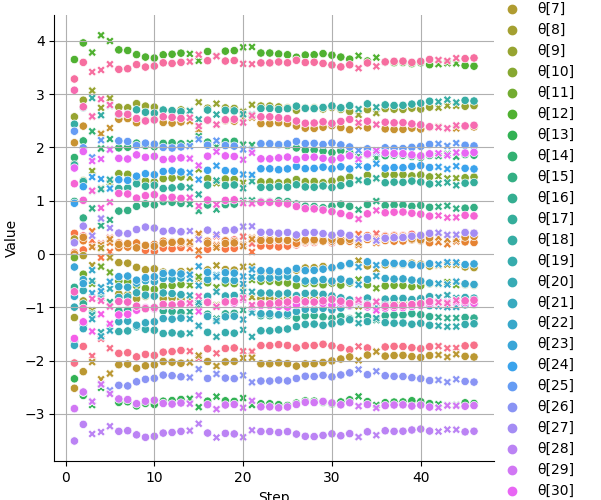 4
3
2
1
0
−1
−2
−3
Value
0
10
20
30
40
Step
θ[7]
θ[8]
θ[9]
θ[10]
θ[11]
θ[12]
θ[13]
θ[14]
θ[15]
θ[16]
θ[17]
θ[18]
θ[19]
θ[20]
θ[21]
θ[22]
θ[23]
θ[24]
θ[25]
θ[26]
θ[27]
θ[28]
θ[29]
θ[30]